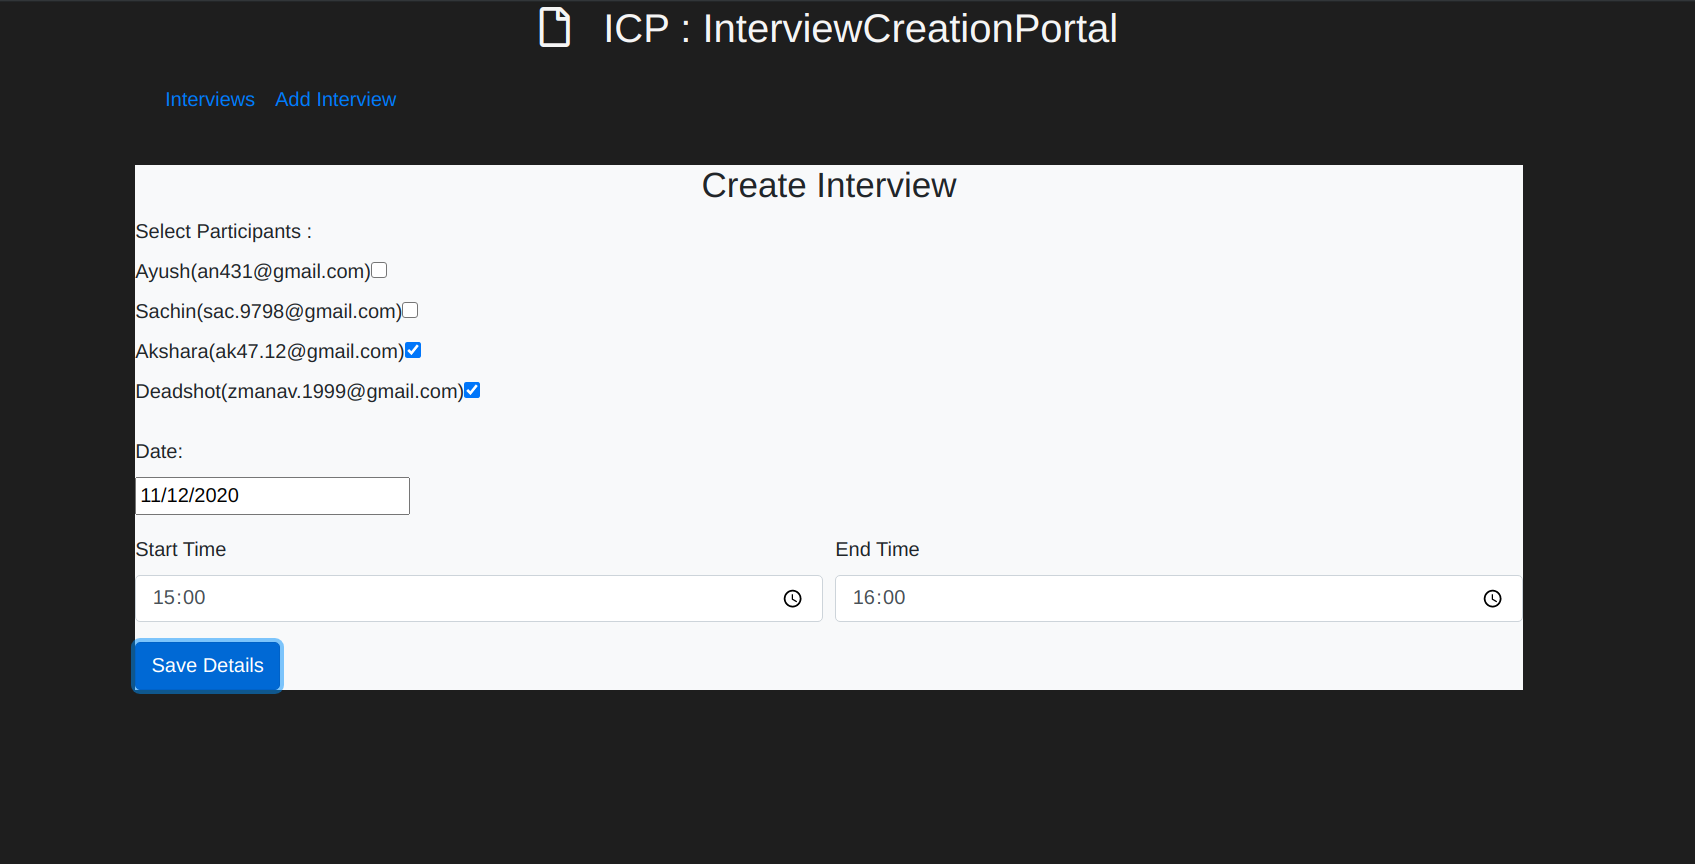 ICP : InterviewCreationPortal
Interviews Add Interview
Create Interview
Select Participants :
Ayush(an431@gmail.com)
Sachin(sac.9798@gmail.com)
Akshara(ak47.12@gmail.com)
Deadshot(zmanav.1999@gmail.com)
Date:
11/12/2020
Start Time End Time
15:00 16:00
Save Details